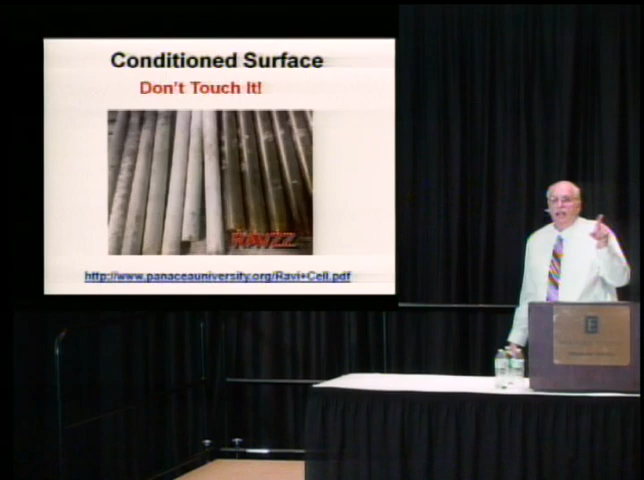 Conditioned Surface
Don't Touch It!
RAVZZ
http://www.panaceauniversity.org/Ravi+Cell.pdf
E